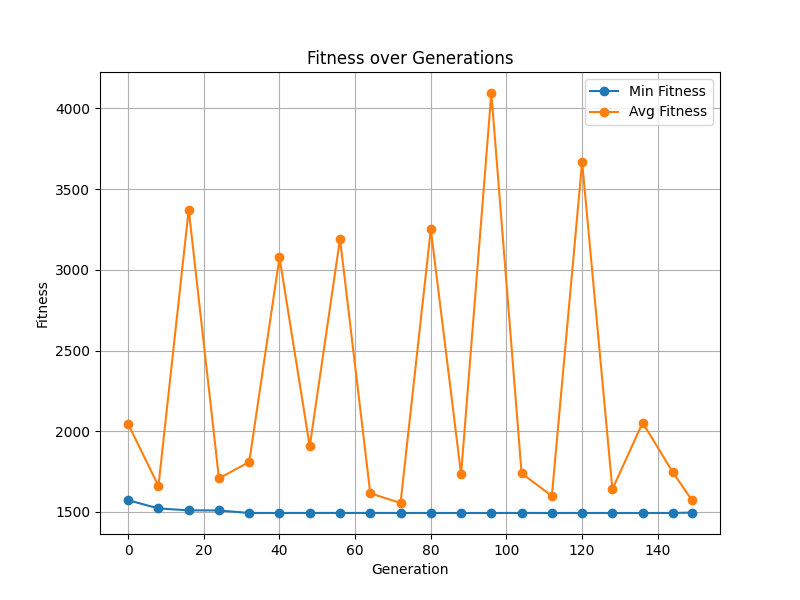 Fitness over Generations
Min Fitness
Avg Fitness
4000
3500
3000
2500
2000
1500
Fitness
0 20 40 60 80 100 120 140
Generation